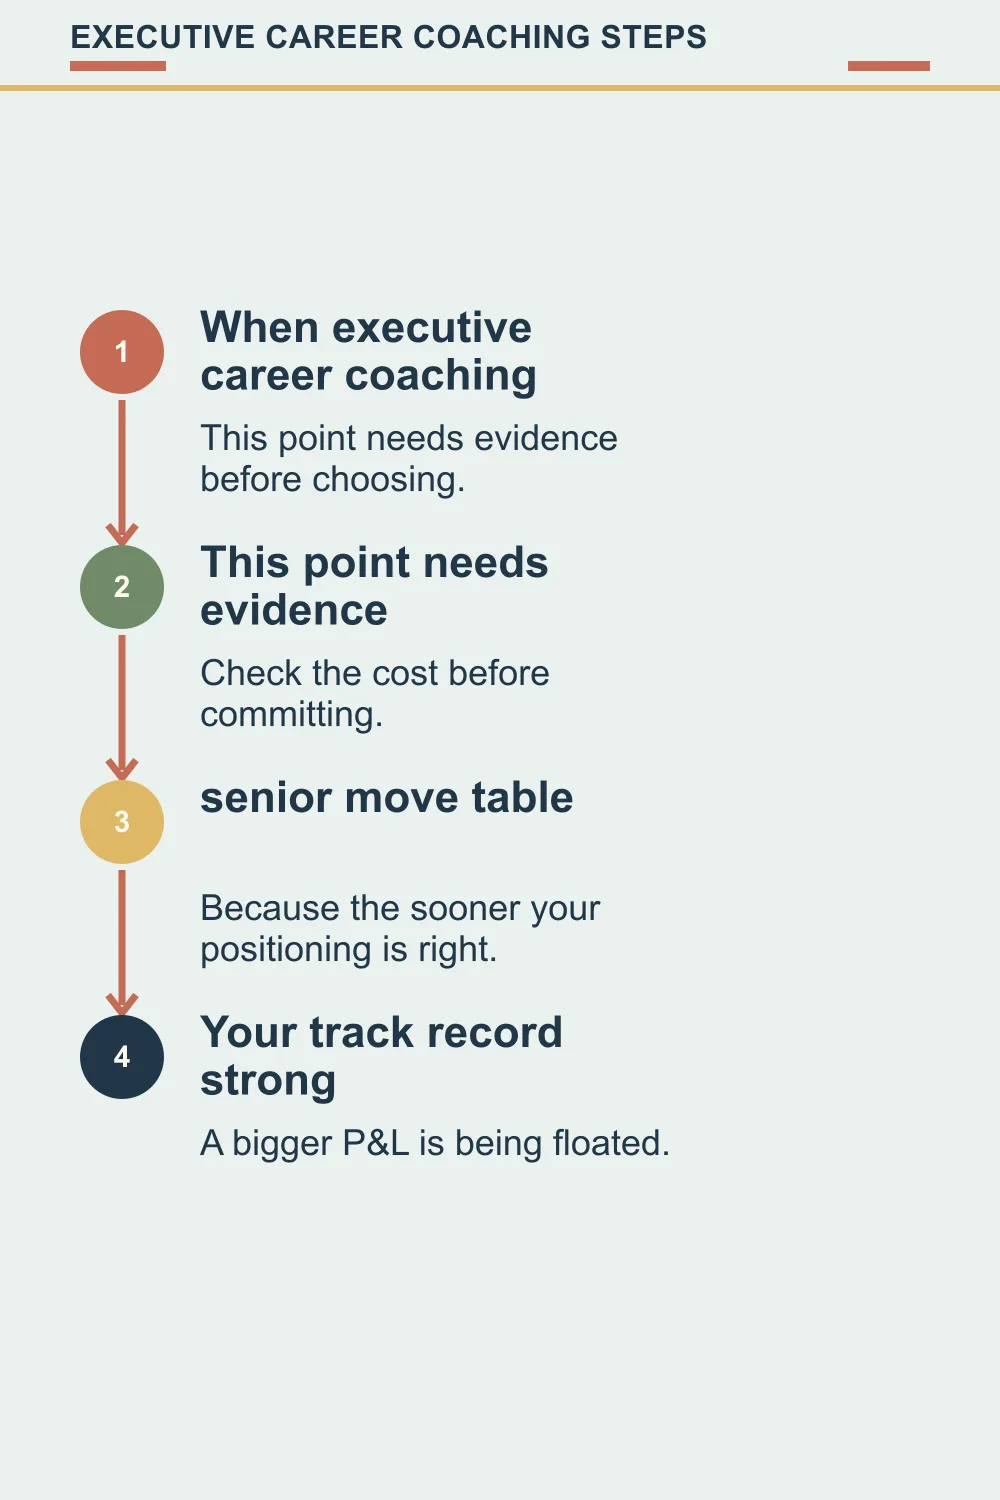 EXECUTIVE CAREER COACHING STEPS
1
When executive
career coaching
This point needs evidence
before choosing.
2
This point needs
evidence
Check the cost before
committing.
3
senior move table
Because the sooner your
positioning is right.
4
Your track record
strong
A bigger P&L is being floated.